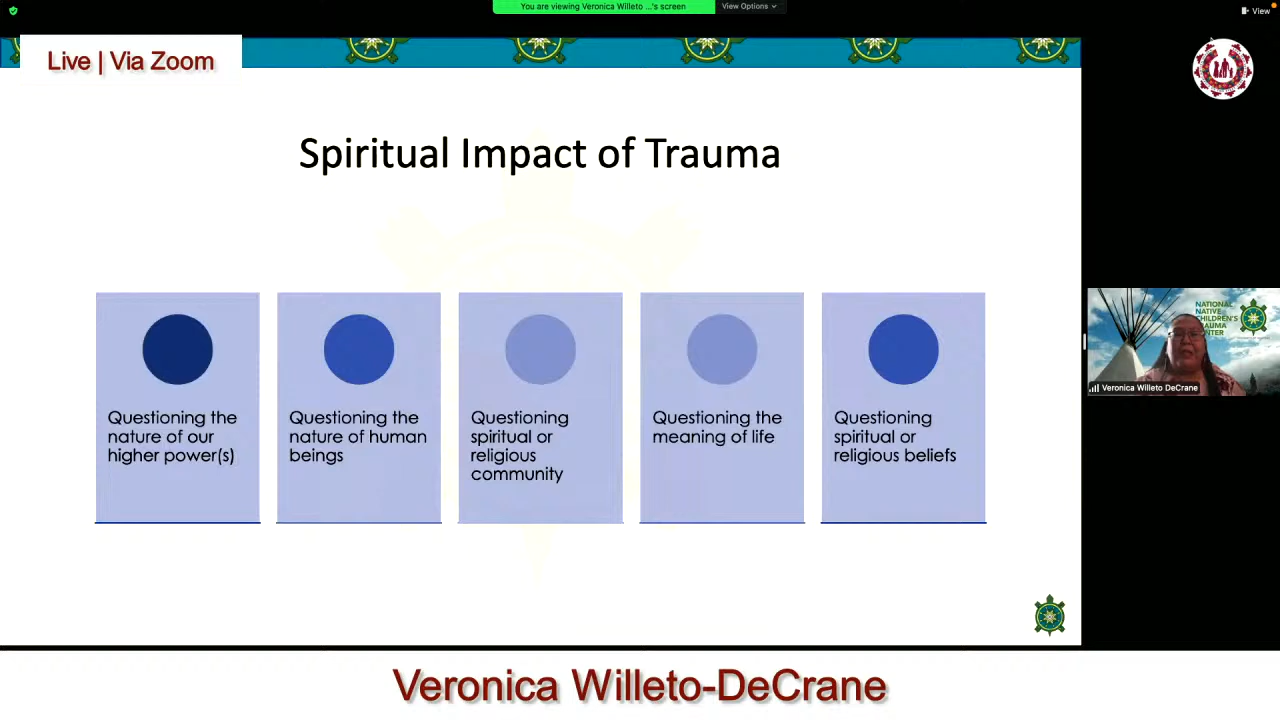 You are viewing Veronica Willeto ...'s screen
View Options
View
Live | Via Zoom
Spiritual Impact of Trauma
Questioning the
nature of our
higher power(s)
Questioning the
nature of human
beings
Questioning
spiritual or
religious
community
Questioning the
meaning of life
Questioning
spiritual or
religious beliefs
NATIONAL
NATIVE
CHILDREN'S
TRAUMA
CENTER
Veronica Willeto DeCrane
Veronica Willeto-DeCrane